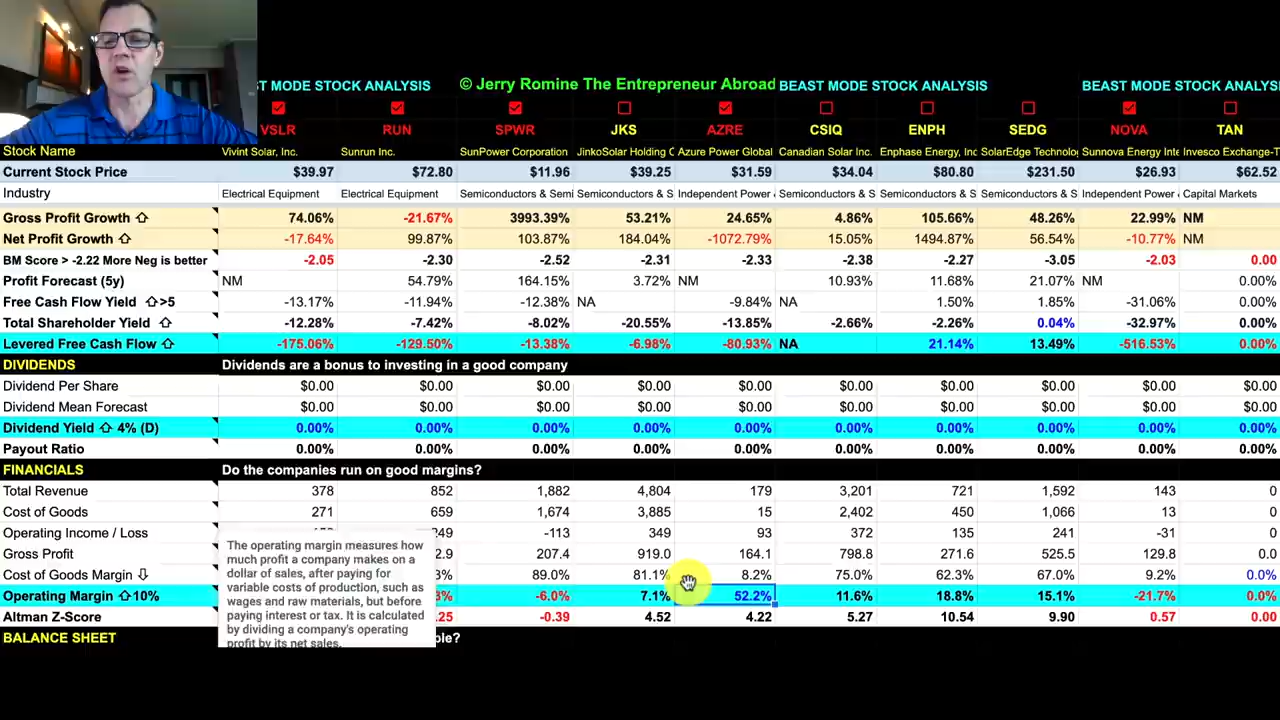 ST MODE STOCK ANALYSIS © Jerry Romine The Entrepreneur Abroad BEAST MODE STOCK ANALYSIS BEAST MODE STOCK ANALYS
VSLR RUN SPWR JKS AZRE CSIQ ENPH SEDG NOVA TAN
Stock Name Vivint Solar, Inc. Sunrun Inc. SunPower Corporation JinkoSolar Holding C Azure Power Global Canadian Solar Inc. Enphase Energy, Inc SolarEdge Technolo Sunnova Energy Inte Invesco Exchange-T
Current Stock Price $39.97 $72.80 $11.96 $39.25 $31.59 $34.04 $80.80 $231.50 $26.93 $62.52
Industry Electrical Equipment Electrical Equipment Semiconductors & Semi Semiconductors & S Independent Power Semiconductors & S Semiconductors & S Semiconductors & S Independent Power Capital Markets
Gross Profit Growth ⇧ 74.06% -21.67% 3993.39% 53.21% 24.65% 4.86% 105.66% 48.26% 22.99% NM
Net Profit Growth ⇧ -17.64% 99.87% 103.87% 184.04% -1072.79% 15.05% 1494.87% 56.54% -10.77% NM
BM Score > -2.22 More Neg is better -2.05 -2.30 -2.52 -2.31 -2.33 -2.38 -2.27 -3.05 -2.03 0.00
Profit Forecast (5y) NM 54.79% 164.15% 3.72% NM 10.93% 11.68% 21.07% NM 0.00%
Free Cash Flow Yield ⇧>5 -13.17% -11.94% -12.38% NA -9.84% NA 1.50% 1.85% -31.06% 0.00%
Total Shareholder Yield ⇧ -12.28% -7.42% -8.02% -20.55% -13.85% -2.66% -2.26% 0.04% -32.97% 0.00%
Levered Free Cash Flow ⇧ -175.06% -129.50% -13.38% -6.98% -80.93% NA 21.14% 13.49% -516.53% 0.00%
DIVIDENDS Dividends are a bonus to investing in a good company
Dividend Per Share $0.00 $0.00 $0.00 $0.00 $0.00 $0.00 $0.00 $0.00 $0.00 $0.00
Dividend Mean Forecast $0.00 $0.00 $0.00 $0.00 $0.00 $0.00 $0.00 $0.00 $0.00 $0.00
Dividend Yield ⇧ 4% (D) 0.00% 0.00% 0.00% 0.00% 0.00% 0.00% 0.00% 0.00% 0.00% 0.00%
Payout Ratio 0.00% 0.00% 0.00% 0.00% 0.00% 0.00% 0.00% 0.00% 0.00% 0.00%
FINANCIALS Do the companies run on good margins?
Total Revenue 378 852 1,882 4,804 179 3,201 721 1,592 143 0
Cost of Goods 271 659 1,674 3,885 15 2,402 450 1,066 13 0
Operating Income / Loss 249 -113 349 93 372 135 241 -31 0
Gross Profit 2.9 207.4 919.0 164.1 798.8 271.6 525.5 129.8 0.0
Cost of Goods Margin ⇩ 3% 89.0% 81.1% 8.2% 75.0% 62.3% 67.0% 9.2% 0.0%
Operating Margin ⇧10% 3% -6.0% 7.1% 52.2% 11.6% 18.8% 15.1% -21.7% 0.0%
Altman Z-Score .25 -0.39 4.52 4.22 5.27 10.54 9.90 0.57 0.00
BALANCE SHEET ble?
The operating margin measures how
much profit a company makes on a
dollar of sales, after paying for
variable costs of production, such as
wages and raw materials, but before
paying interest or tax. It is calculated
by dividing a company's operating
profit by its net sales.